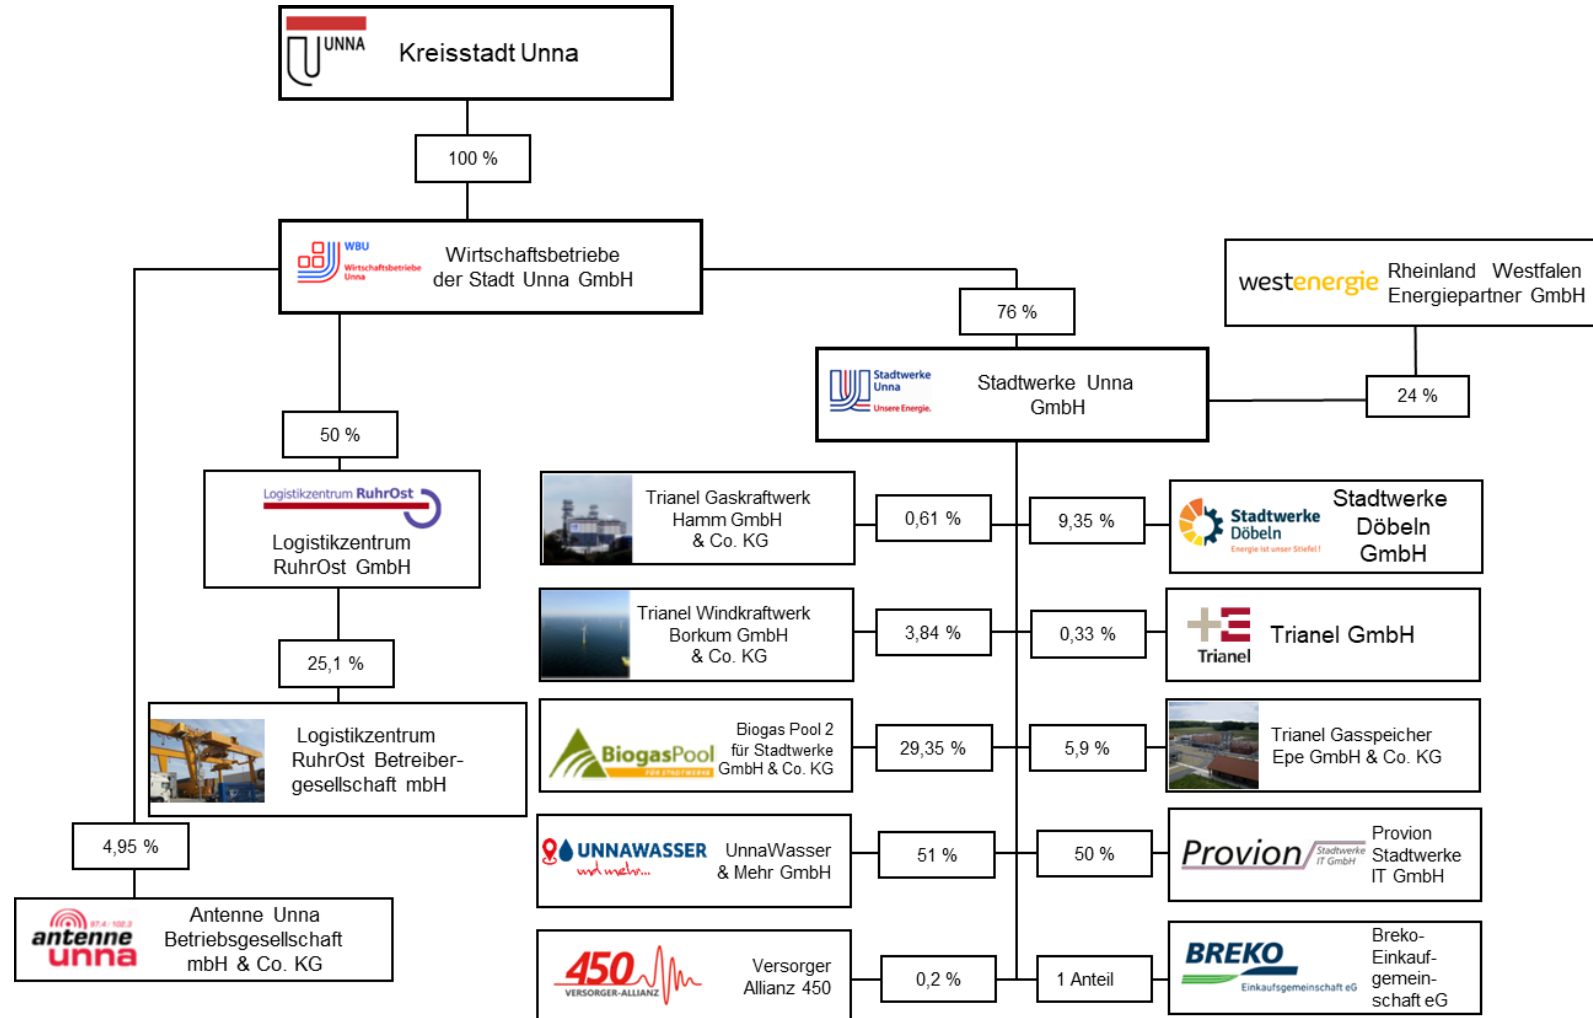 UNNA
Kreisstadt Unna
100 %
WBU
Wirtschaftsbetriebe
Unna
Wirtschaftsbetriebe
der Stadt Unna GmbH
westenergie
Rheinland Westfalen
Energiepartner GmbH
76 %
24 %
Stadtwerke
Unna
Unsere Energie.
Stadtwerke Unna
GmbH
50 %
Logistikzentrum RuhrOst
Logistikzentrum
RuhrOst GmbH
25,1 %
Logistikzentrum
RuhrOst Betreiber-
gesellschaft mbH
4,95 %
97.4 / 102.3
antenne
unna
Antenne Unna
Betriebsgesellschaft
mbH & Co. KG
Trianel Gaskraftwerk
Hamm GmbH
& Co. KG
0,61 %
9,35 %
Stadtwerke
Döbeln
Energie ist unser Stiefel!
Stadtwerke
Döbeln
GmbH
Trianel Windkraftwerk
Borkum GmbH
& Co. KG
3,84 %
0,33 %
Trianel
Trianel GmbH
BiogasPool
FÜR STADTWERKE
Biogas Pool 2
für Stadtwerke
GmbH & Co. KG
29,35 %
5,9 %
Trianel Gasspeicher
Epe GmbH & Co. KG
UNNAWASSER
und mehr...
UnnaWasser
& Mehr GmbH
51 %
50 %
Provion
Stadtwerke
IT GmbH
Provion
Stadtwerke
IT GmbH
450
VERSORGER-ALLIANZ
Versorger
Allianz 450
0,2 %
1 Anteil
BREKO
Einkaufsgemeinschaft eG
Breko-
Einkauf-
gemein-
schaft eG